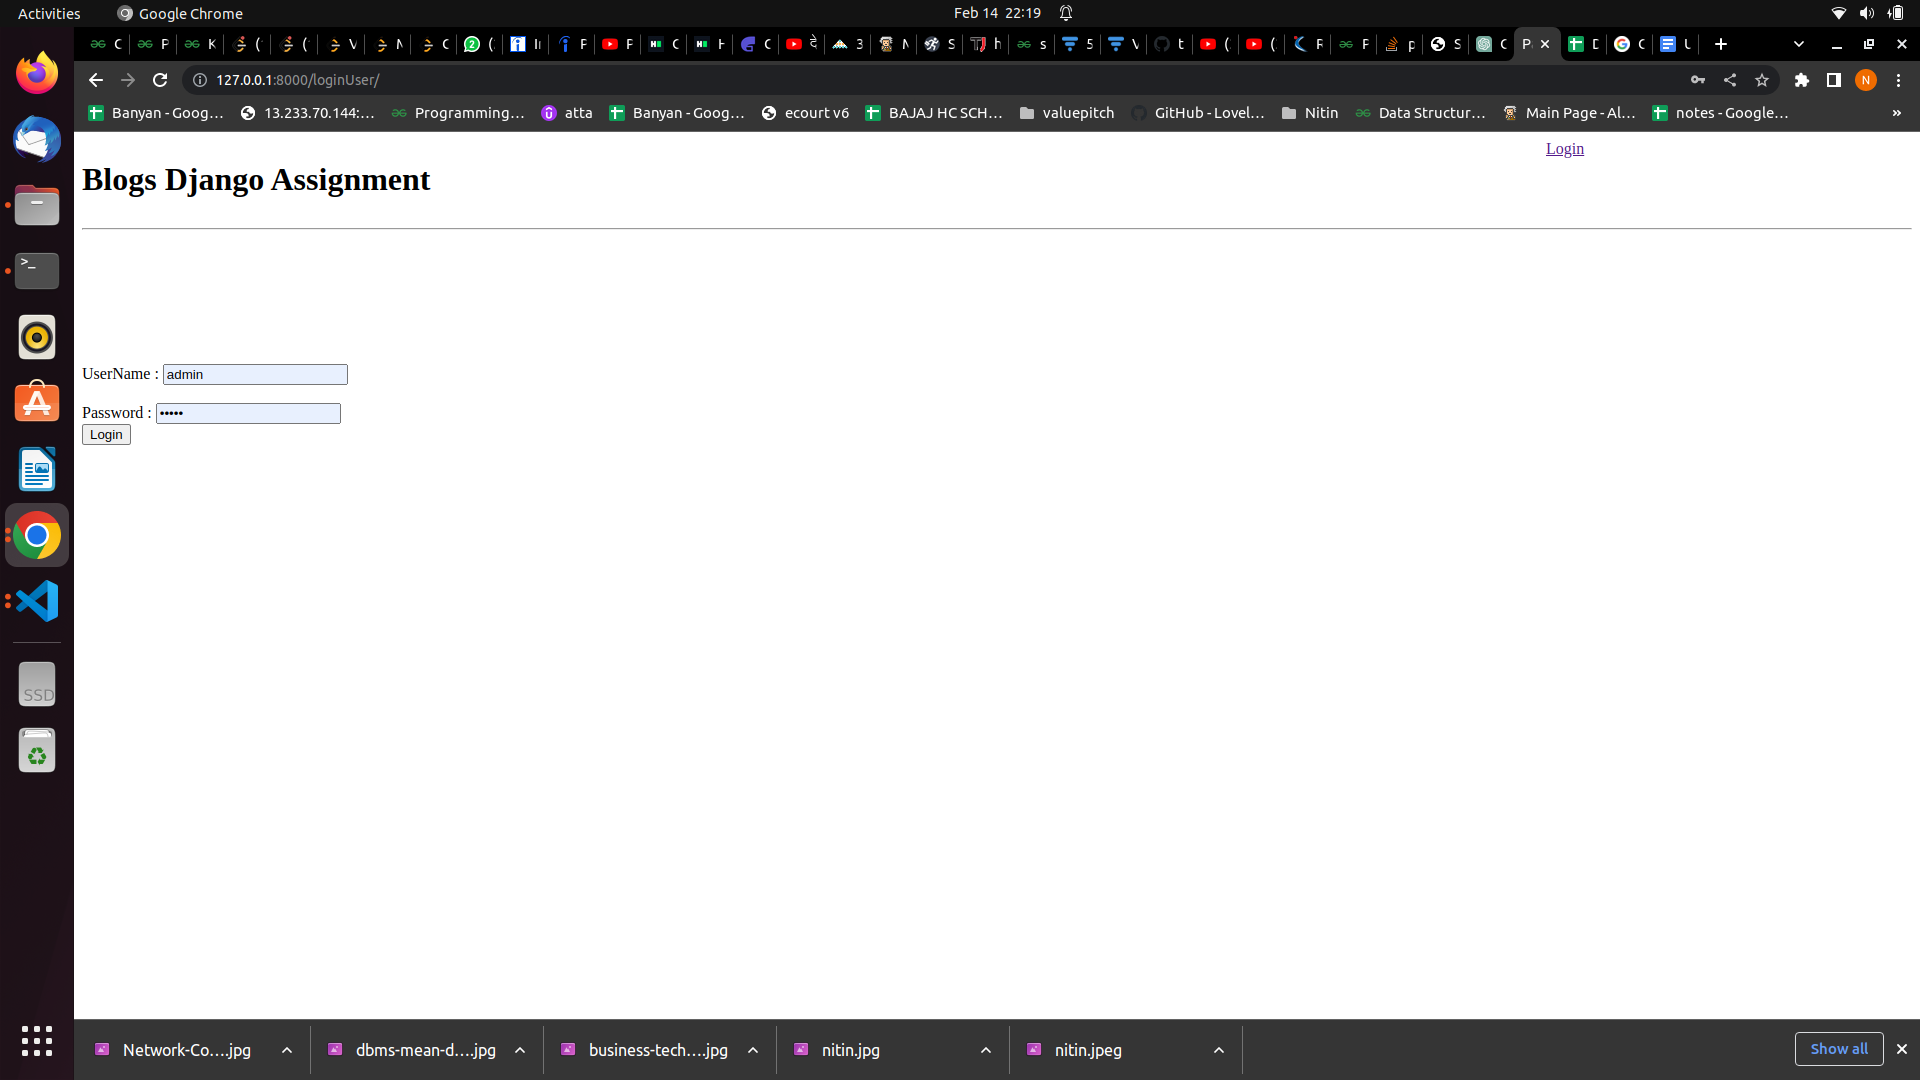 Activities
Google Chrome
Feb 14 22:19
127.0.0.1:8000/loginUser/
N
Banyan - Goog...
13.233.70.144:...
Programming...
atta
Banyan - Goog...
ecourt v6
BAJAJ HC SCH...
valuepitch
GitHub - Lovel...
Nitin
Data Structur...
Main Page - Al...
notes - Google...
»
Login
Blogs Django Assignment
UserName : admin
Password : •••••
Login
SSD
Network-Co....jpg
dbms-mean-d....jpg
business-tech....jpg
nitin.jpg
nitin.jpeg
Show all